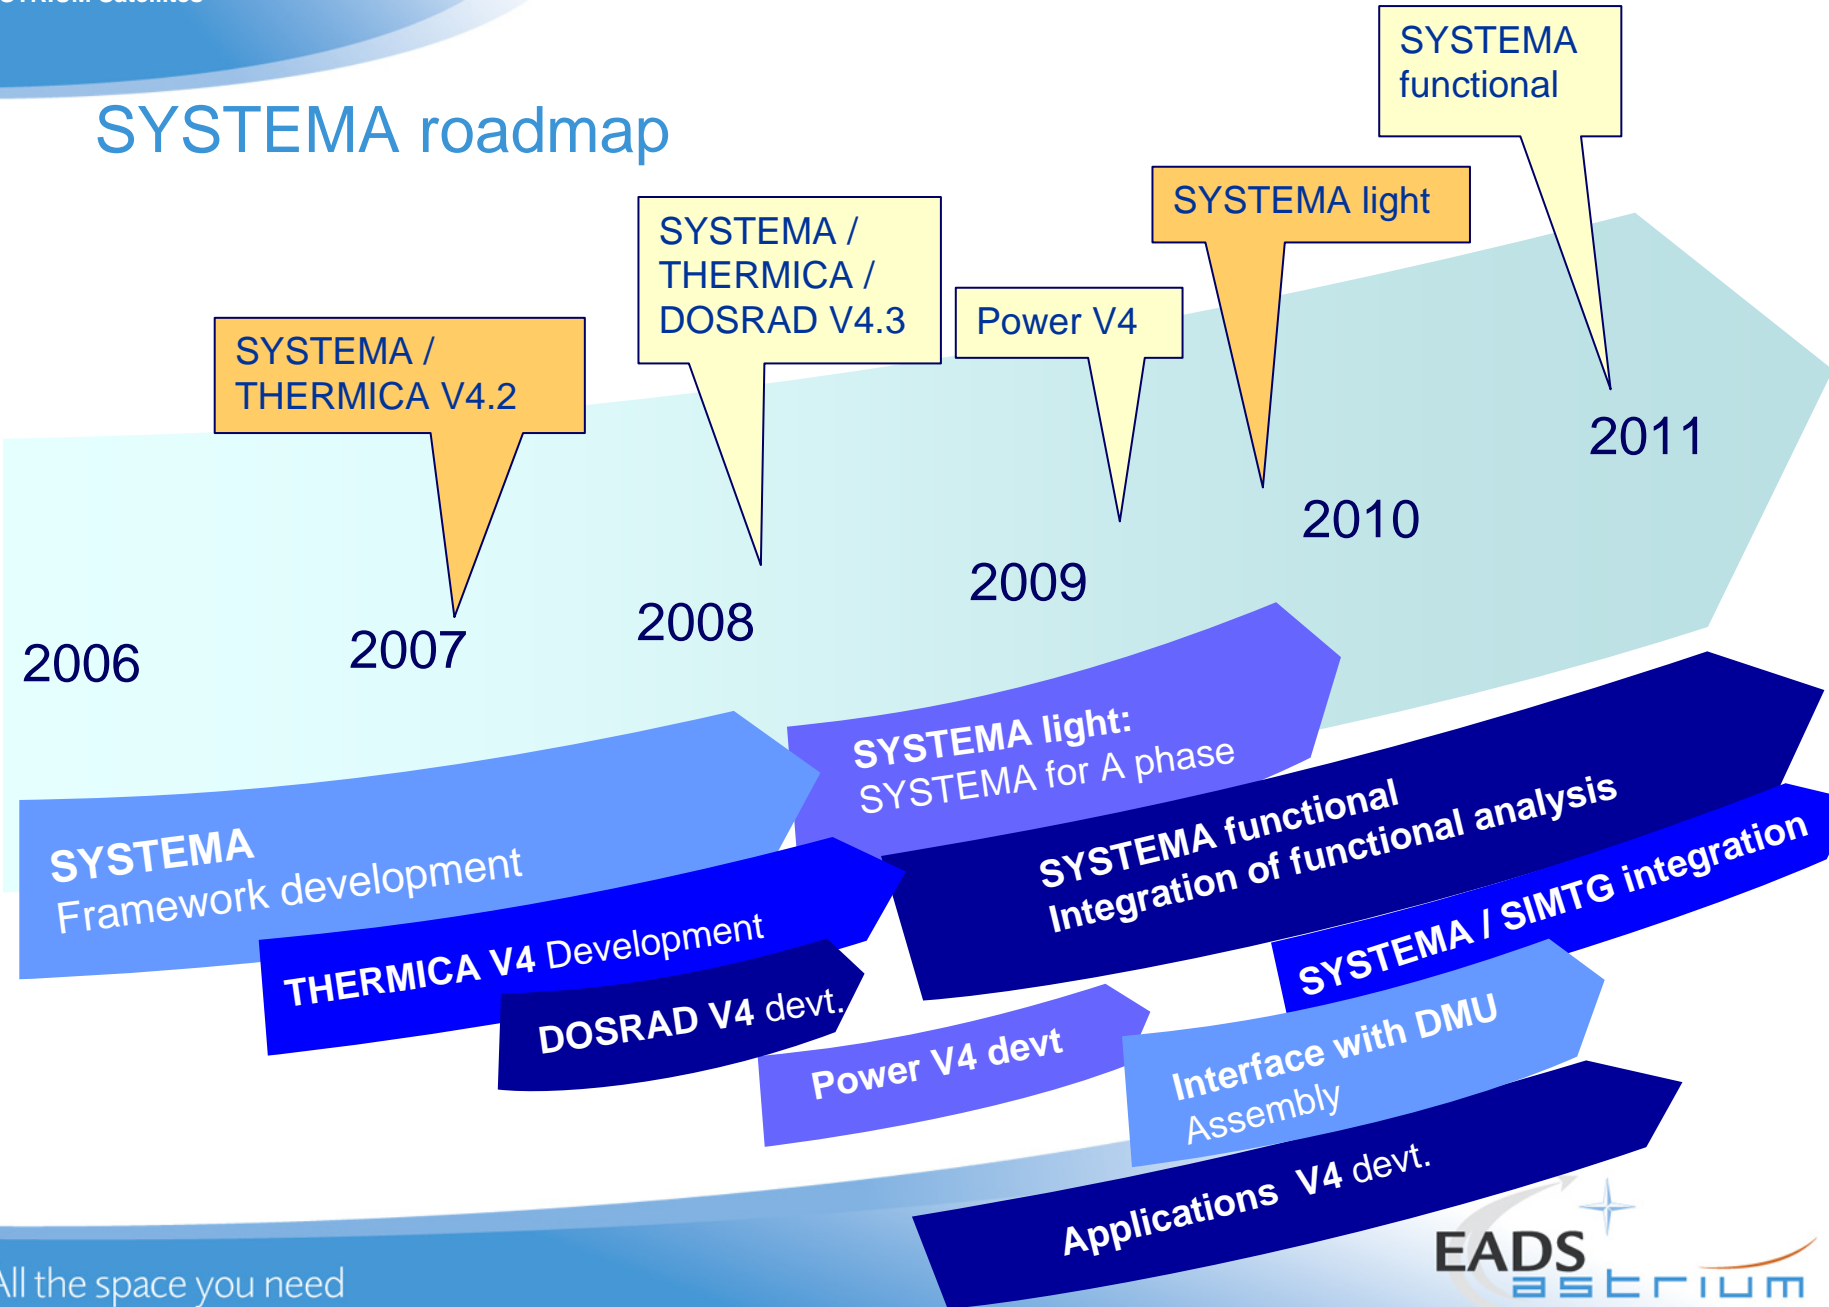 SYSTEMA roadmap
SYSTEMA
functional
SYSTEMA light
SYSTEMA /
THERMICA /
DOSRAD V4.3
Power V4
SYSTEMA /
THERMICA V4.2
2006
2007
2008
2009
2010
2011
SYSTEMA
Framework development
THERMICA V4 Development
DOSRAD V4 devt.
SYSTEMA light:
SYSTEMA for A phase
SYSTEMA functional
Integration of functional analysis
SYSTEMA / SIMTG integration
Power V4 devt
Interface with DMU
Assembly
Applications V4 devt.
All the space you need
EADS
astrium